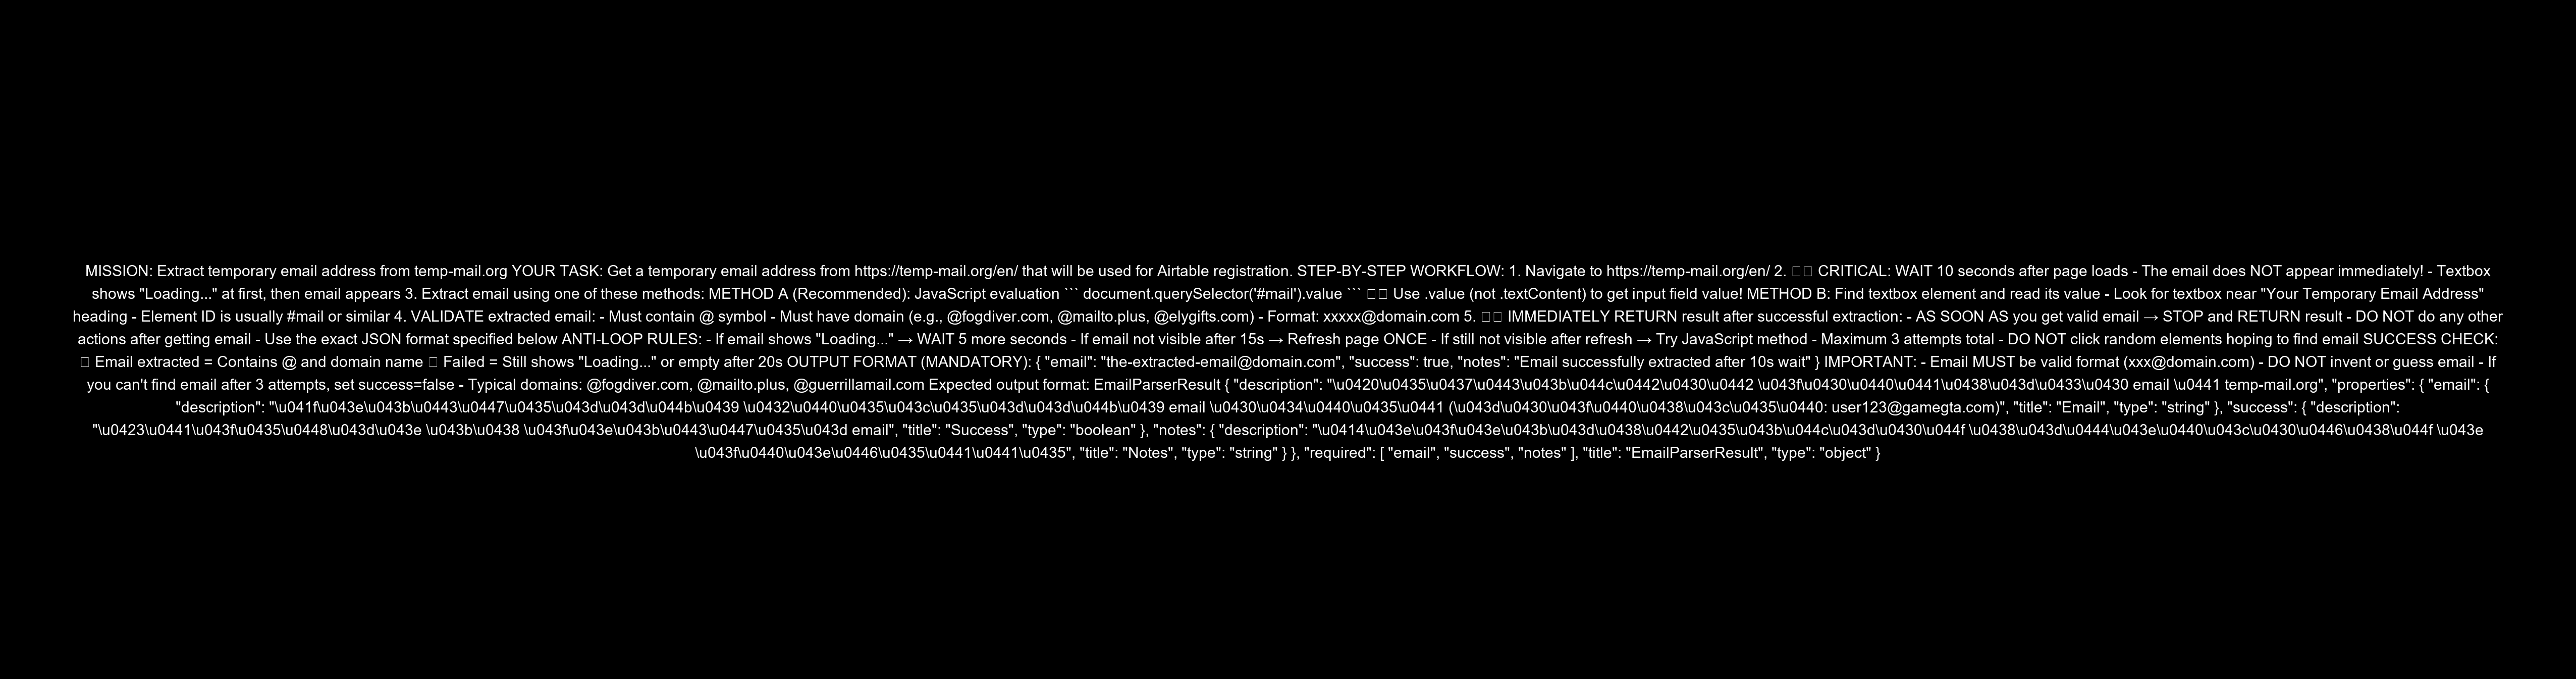 MISSION: Extract temporary email address from temp-mail.org YOUR TASK: Get a temporary email address from https://temp-mail.org/en/ that will be used for Airtable registration. STEP-BY-STEP WORKFLOW: 1. Navigate to https://temp-mail.org/en/ 2. □□ CRITICAL: WAIT 10 seconds after page loads - The email does NOT appear immediately! - Textbox
shows "Loading..." at first, then email appears 3. Extract email using one of these methods: METHOD A (Recommended): JavaScript evaluation ``` document.querySelector('#mail').value ``` □□ Use .value (not .textContent) to get input field value! METHOD B: Find textbox element and read its value - Look for textbox near "Your Temporary Email Address"
heading - Element ID is usually #mail or similar 4. VALIDATE extracted email: - Must contain @ symbol - Must have domain (e.g., @fogdiver.com, @mailto.plus, @elygifts.com) - Format: xxxxx@domain.com 5. □□ IMMEDIATELY RETURN result after successful extraction: - AS SOON AS you get valid email → STOP and RETURN result - DO NOT do any other
actions after getting email - Use the exact JSON format specified below ANTI-LOOP RULES: - If email shows "Loading..." → WAIT 5 more seconds - If email not visible after 15s → Refresh page ONCE - If still not visible after refresh → Try JavaScript method - Maximum 3 attempts total - DO NOT click random elements hoping to find email SUCCESS CHECK:
□ Email extracted = Contains @ and domain name □ Failed = Still shows "Loading..." or empty after 20s OUTPUT FORMAT (MANDATORY): { "email": "the-extracted-email@domain.com", "success": true, "notes": "Email successfully extracted after 10s wait" } IMPORTANT: - Email MUST be valid format (xxx@domain.com) - DO NOT invent or guess email - If
you can't find email after 3 attempts, set success=false - Typical domains: @fogdiver.com, @mailto.plus, @guerrillamail.com Expected output format: EmailParserResult { "description": "\u0420\u0435\u0437\u0443\u043b\u044c\u0442\u0430\u0442 \u043f\u0430\u0440\u0441\u0438\u043d\u0433\u0430 email \u0441 temp-mail.org", "properties": { "email": {
"description": "\u041f\u043e\u043b\u0443\u0447\u0435\u043d\u043d\u044b\u0439 \u0432\u0440\u0435\u043c\u0435\u043d\u043d\u044b\u0439 email \u0430\u0434\u0440\u0435\u0441 (\u043d\u0430\u043f\u0440\u0438\u043c\u0435\u0440: user123@gamegta.com)", "title": "Email", "type": "string" }, "success": { "description":
"\u0423\u0441\u043f\u0435\u0448\u043d\u043e \u043b\u0438 \u043f\u043e\u043b\u0443\u0447\u0435\u043d email", "title": "Success", "type": "boolean" }, "notes": { "description": "\u0414\u043e\u043f\u043e\u043b\u043d\u0438\u0442\u0435\u043b\u044c\u043d\u0430\u044f \u0438\u043d\u0444\u043e\u0440\u043c\u0430\u0446\u0438\u044f \u043e
\u043f\u0440\u043e\u0446\u0435\u0441\u0441\u0435", "title": "Notes", "type": "string" } }, "required": [ "email", "success", "notes" ], "title": "EmailParserResult", "type": "object" }